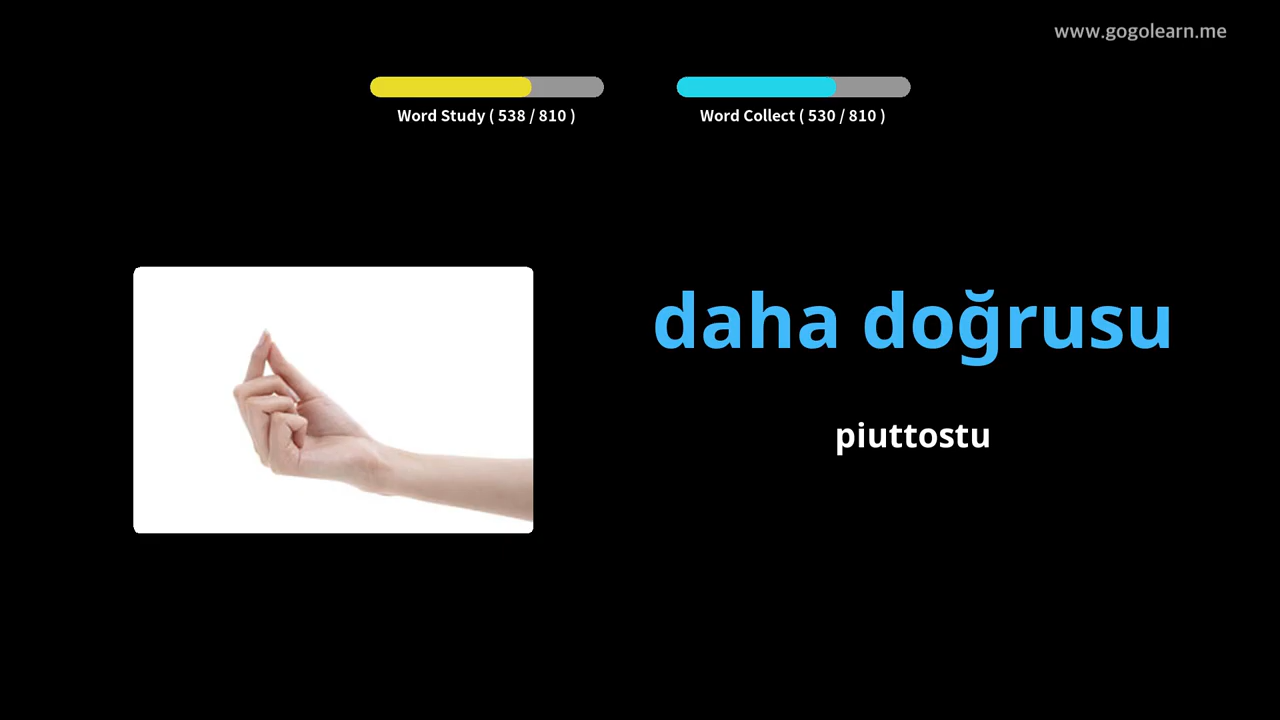 www.gogolearn.me
Word Study ( 538 / 810 )
Word Collect ( 530 / 810 )
daha doğrusu
piuttostu